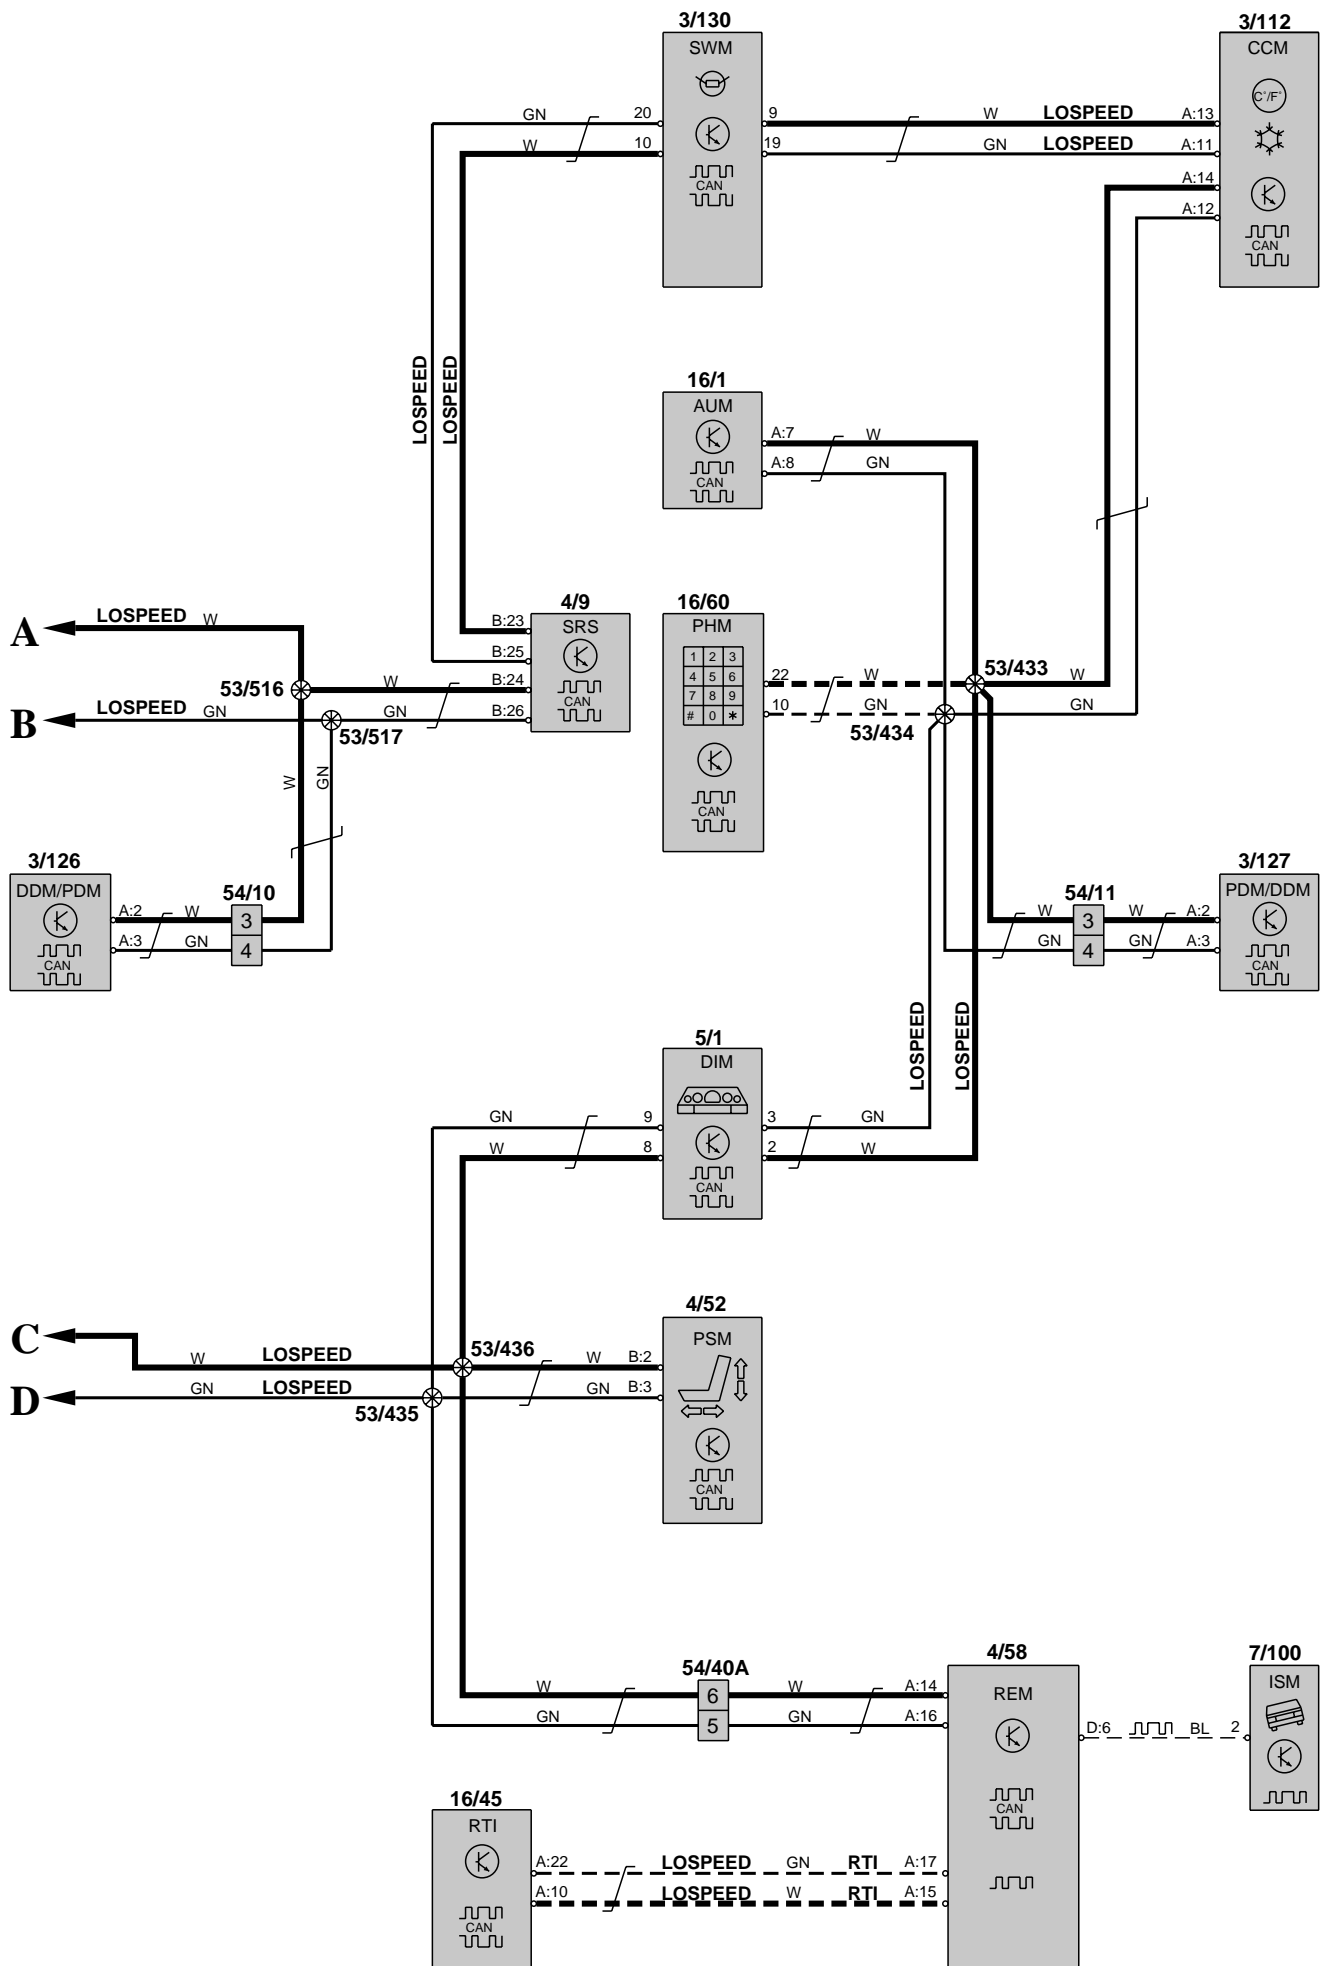 3/130
3/112
SWM
CCM
C°/F°
GN
20
9
W
LOSPEED
A:13
W
10
19
GN
LOSPEED
A:11
A:14
A:12
CAN
CAN
LOSPEED
LOSPEED
16/1
AUM
A:7
W
A:8
GN
CAN
A
LOSPEED
W
4/9
SRS
B:23
B:25
B:24
B:26
CAN
53/516
W
B
LOSPEED
GN
GN
53/517
W
GN
16/60
PHM
1 2 3
4 5 6
7 8 9
# 0 *
CAN
22
W
10
GN
53/433
W
53/434
GN
3/126
DDM/PDM
CAN
A:2
W
A:3
GN
54/10
3
4
54/11
W
3
W
A:2
GN
4
GN
A:3
3/127
PDM/DDM
CAN
LOSPEED
LOSPEED
5/1
DIM
GN
9
3
GN
W
8
2
W
CAN
4/52
PSM
C
W
LOSPEED
53/436
W
B:2
D
GN
LOSPEED
53/435
GN
B:3
CAN
54/40A
W
6
W
A:14
GN
5
GN
A:16
4/58
REM
CAN
7/100
ISM
D:6
BL
2
16/45
RTI
CAN
A:22
LOSPEED
GN
RTI
A:17
A:10
LOSPEED
W
RTI
A:15